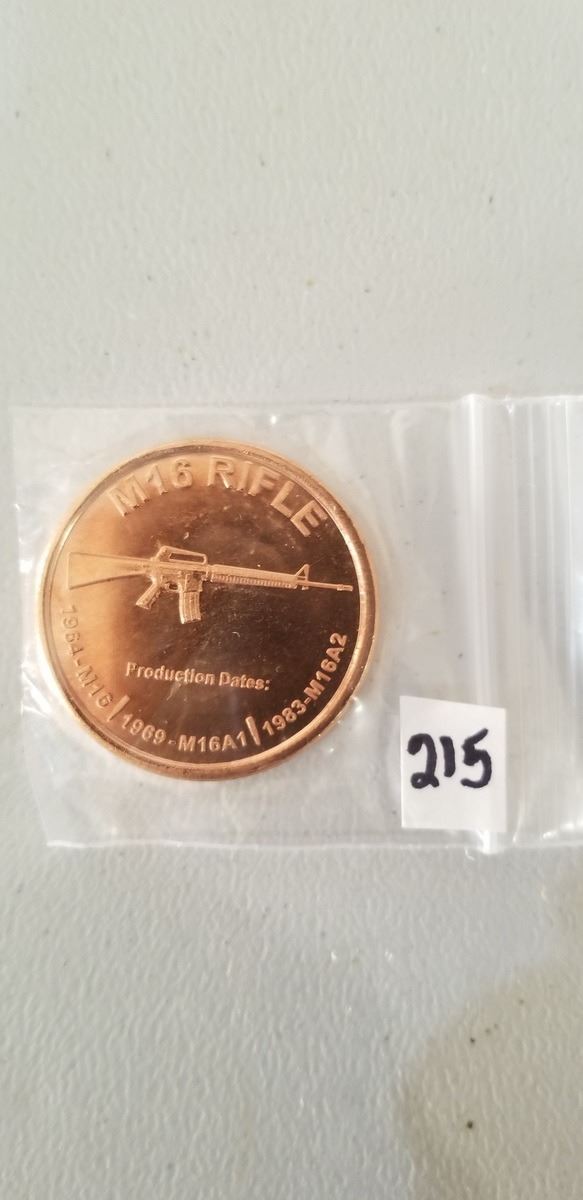 M16 RIFLE
Production Dates:
1964-M16 | 1969-M16A1 | 1983-M16A2
215